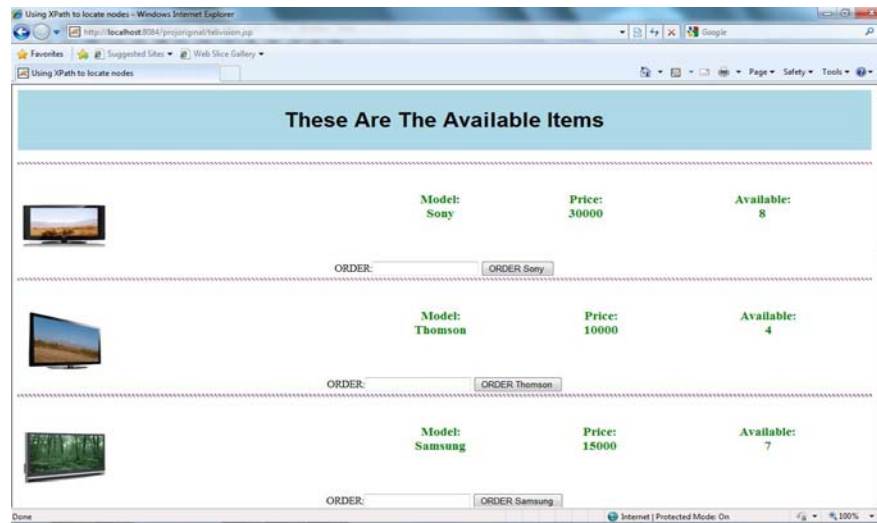 Using XPath to locate nodes - Windows Internet Explorer
http://localhost:8084/projoriginal/telivision.jsp
Google
Favorites Suggested Sites Web Slice Gallery
Using XPath to locate nodes
Page Safety Tools
These Are The Available Items
Model: Price: Available:
Sony 30000 8
ORDER: ORDER Sony
Model: Price: Available:
Thomson 10000 4
ORDER: ORDER Thomson
Model: Price: Available:
Samsung 15000 7
ORDER: ORDER Samsung
Done Internet | Protected Mode: On 100%